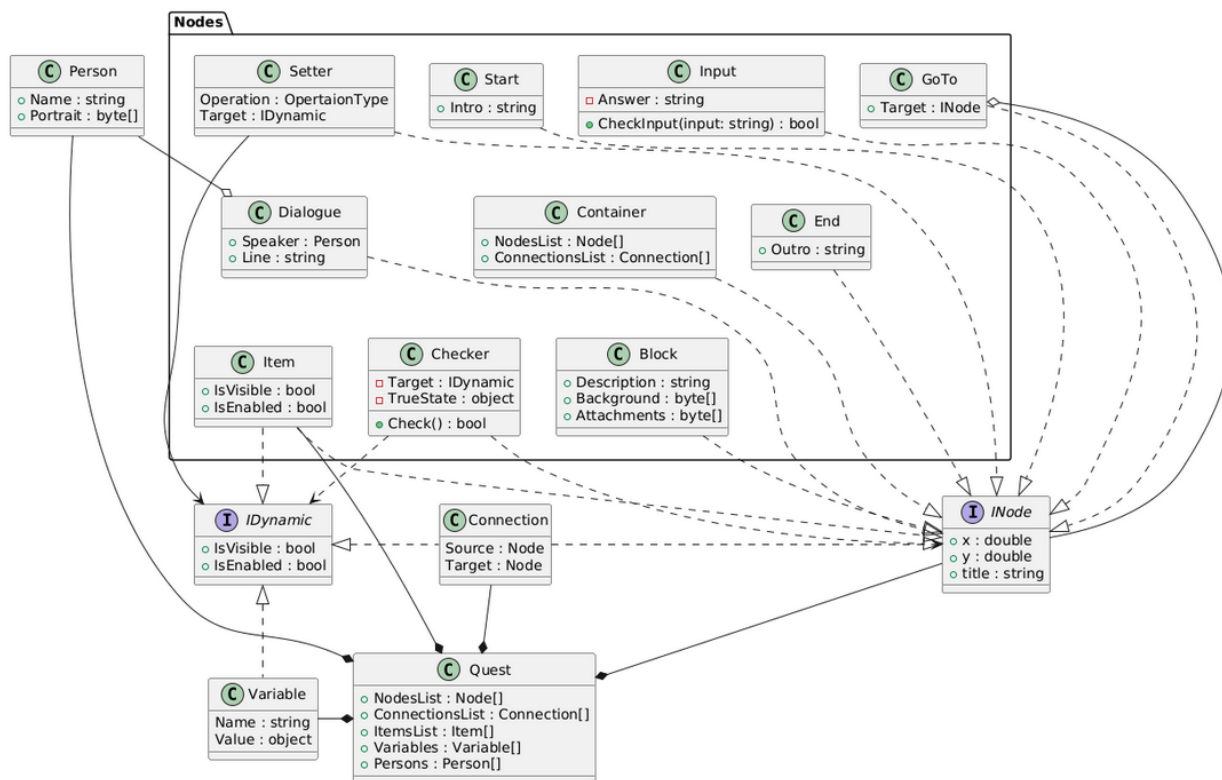 Nodes
C Person
Name : string
Portrait : byte[]
C Setter
Operation : OpertaionType
Target : IDynamic
C Start
Intro : string
C Input
Answer : string
CheckInput(input: string) : bool
C GoTo
Target : INode
C Dialogue
Speaker : Person
Line : string
C Container
NodesList : Node[]
ConnectionsList : Connection[]
C End
Outro : string
C Item
IsVisible : bool
IsEnabled : bool
C Checker
Target : IDynamic
TrueState : object
Check() : bool
C Block
Description : string
Background : byte[]
Attachments : byte[]
I IDynamic
IsVisible : bool
IsEnabled : bool
C Connection
Source : Node
Target : Node
I INode
x : double
y : double
title : string
C Variable
Name : string
Value : object
C Quest
NodesList : Node[]
ConnectionsList : Connection[]
ItemsList : Item[]
Variables : Variable[]
Persons : Person[]